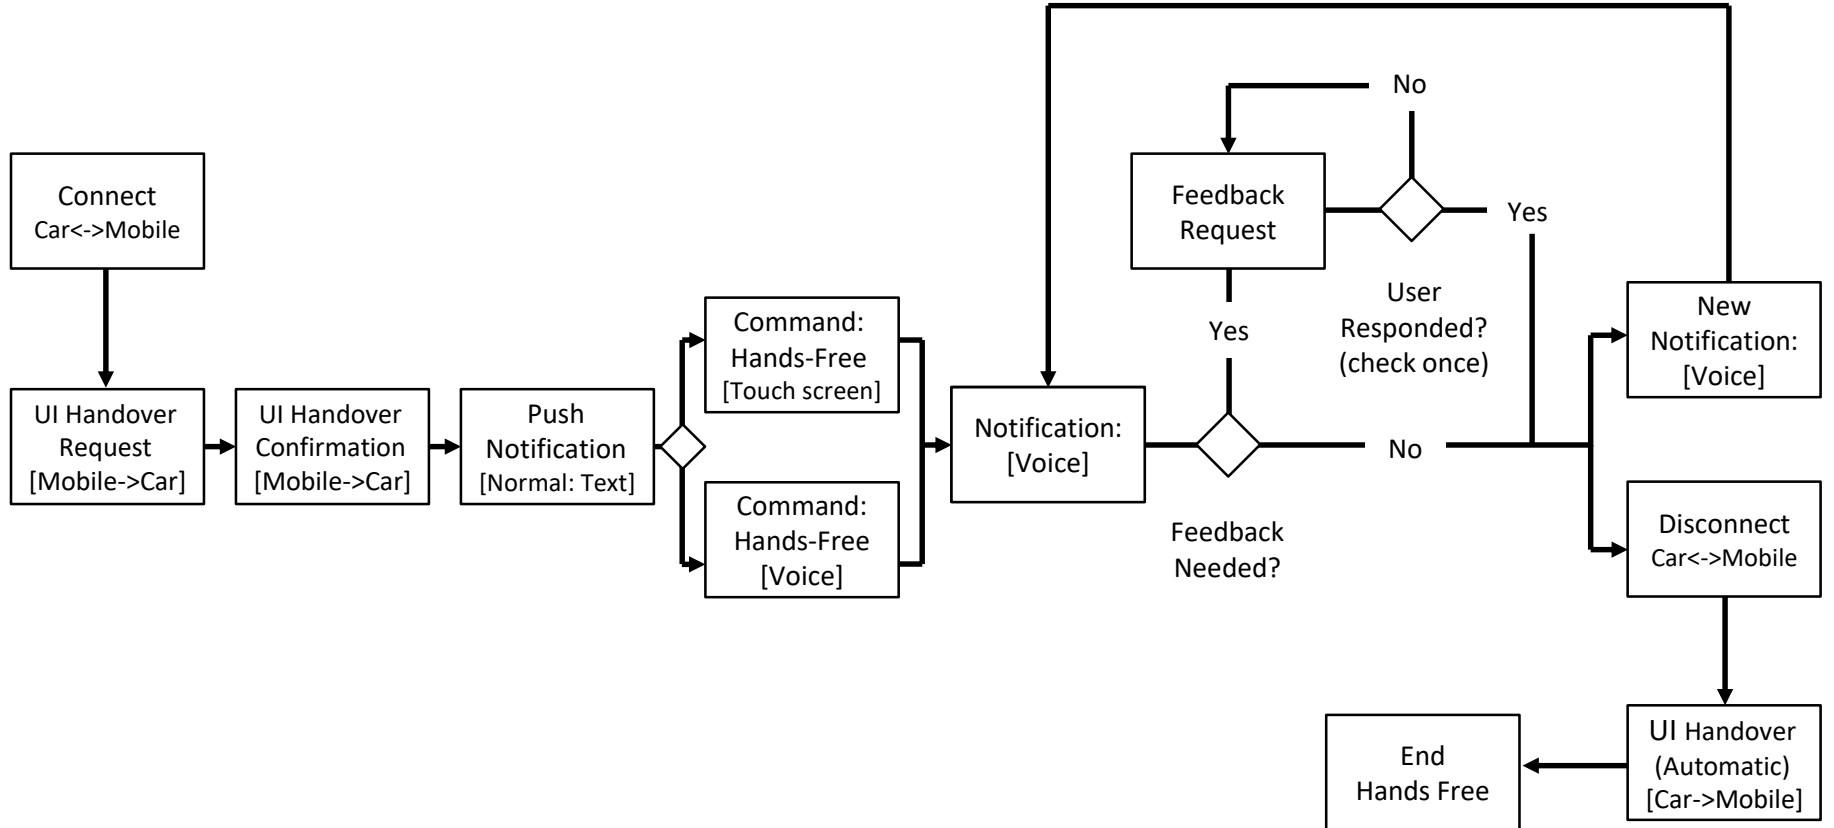 Connect
Car<->Mobile
UI Handover
Request
[Mobile->Car]
UI Handover
Confirmation
[Mobile->Car]
Push
Notification
[Normal: Text]
Command:
Hands-Free
[Touch screen]
Command:
Hands-Free
[Voice]
Notification:
[Voice]
Feedback
Needed?
Yes
No
Feedback
Request
No
Yes
User
Responded?
(check once)
New
Notification:
[Voice]
Disconnect
Car<->Mobile
UI Handover
(Automatic)
[Car->Mobile]
End
Hands Free